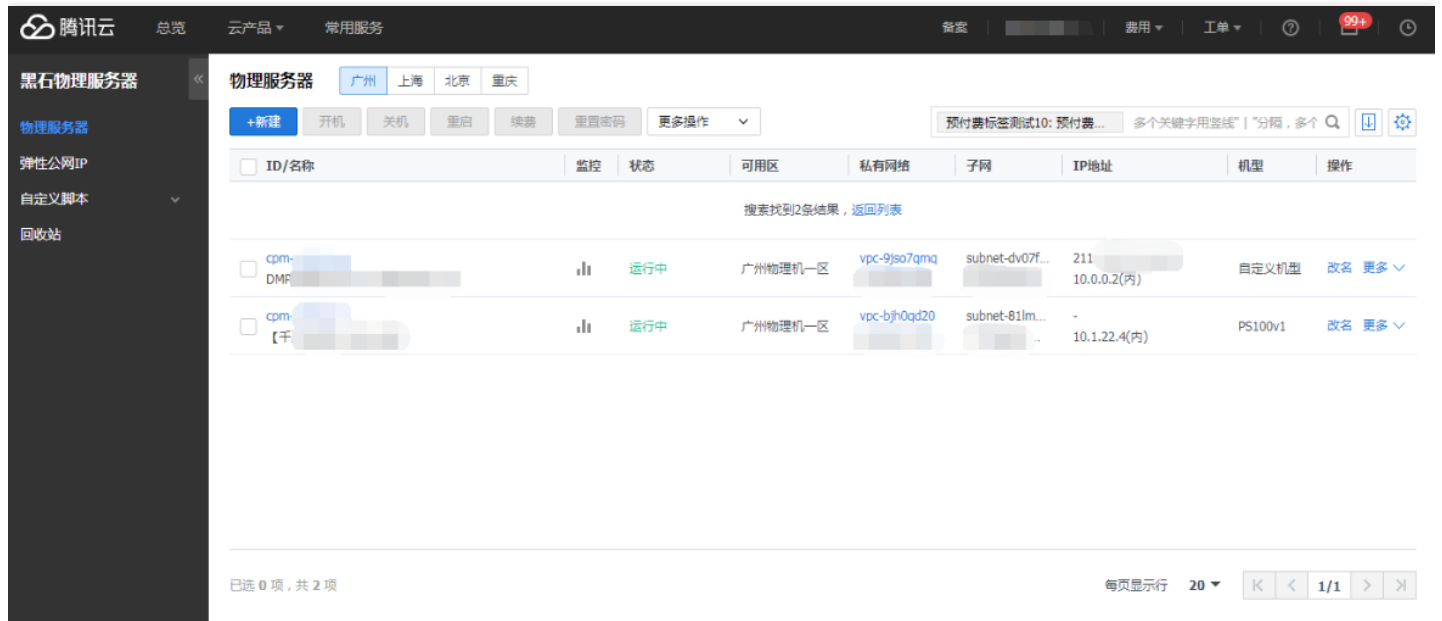 腾讯云 总览 云产品 常用服务 备案 费用 工单 99+
黑石物理服务器
物理服务器
弹性公网IP
自定义脚本
回收站
物理服务器 广州 上海 北京 重庆
+新建 开机 关机 重启 续费 重置密码 更多操作 预付费标签测试10: 预付费... 多个关键字用竖线"|"分隔，多个
ID/名称 监控 状态 可用区 私有网络 子网 IP地址 机型 操作
搜索找到2条结果，返回列表
cpm- 运行中 广州物理机一区 vpc-9jso7qmq subnet-dv07f... 211 自定义机型 改名 更多
DMP 10.0.0.2(内)
cpm- 运行中 广州物理机一区 vpc-bjh0qd20 subnet-81lm... - PS100v1 改名 更多
【千 10.1.22.4(内)
已选 0 项，共 2 项 每页显示行 20 1/1